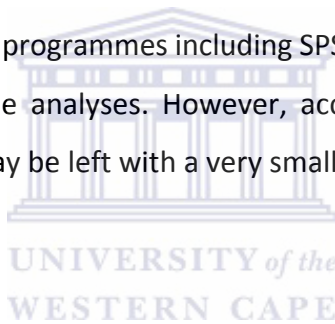 programmes including SPS
e analyses. However, acc
ay be left with a very small
UNIVERSITY of the
WESTERN CAPE